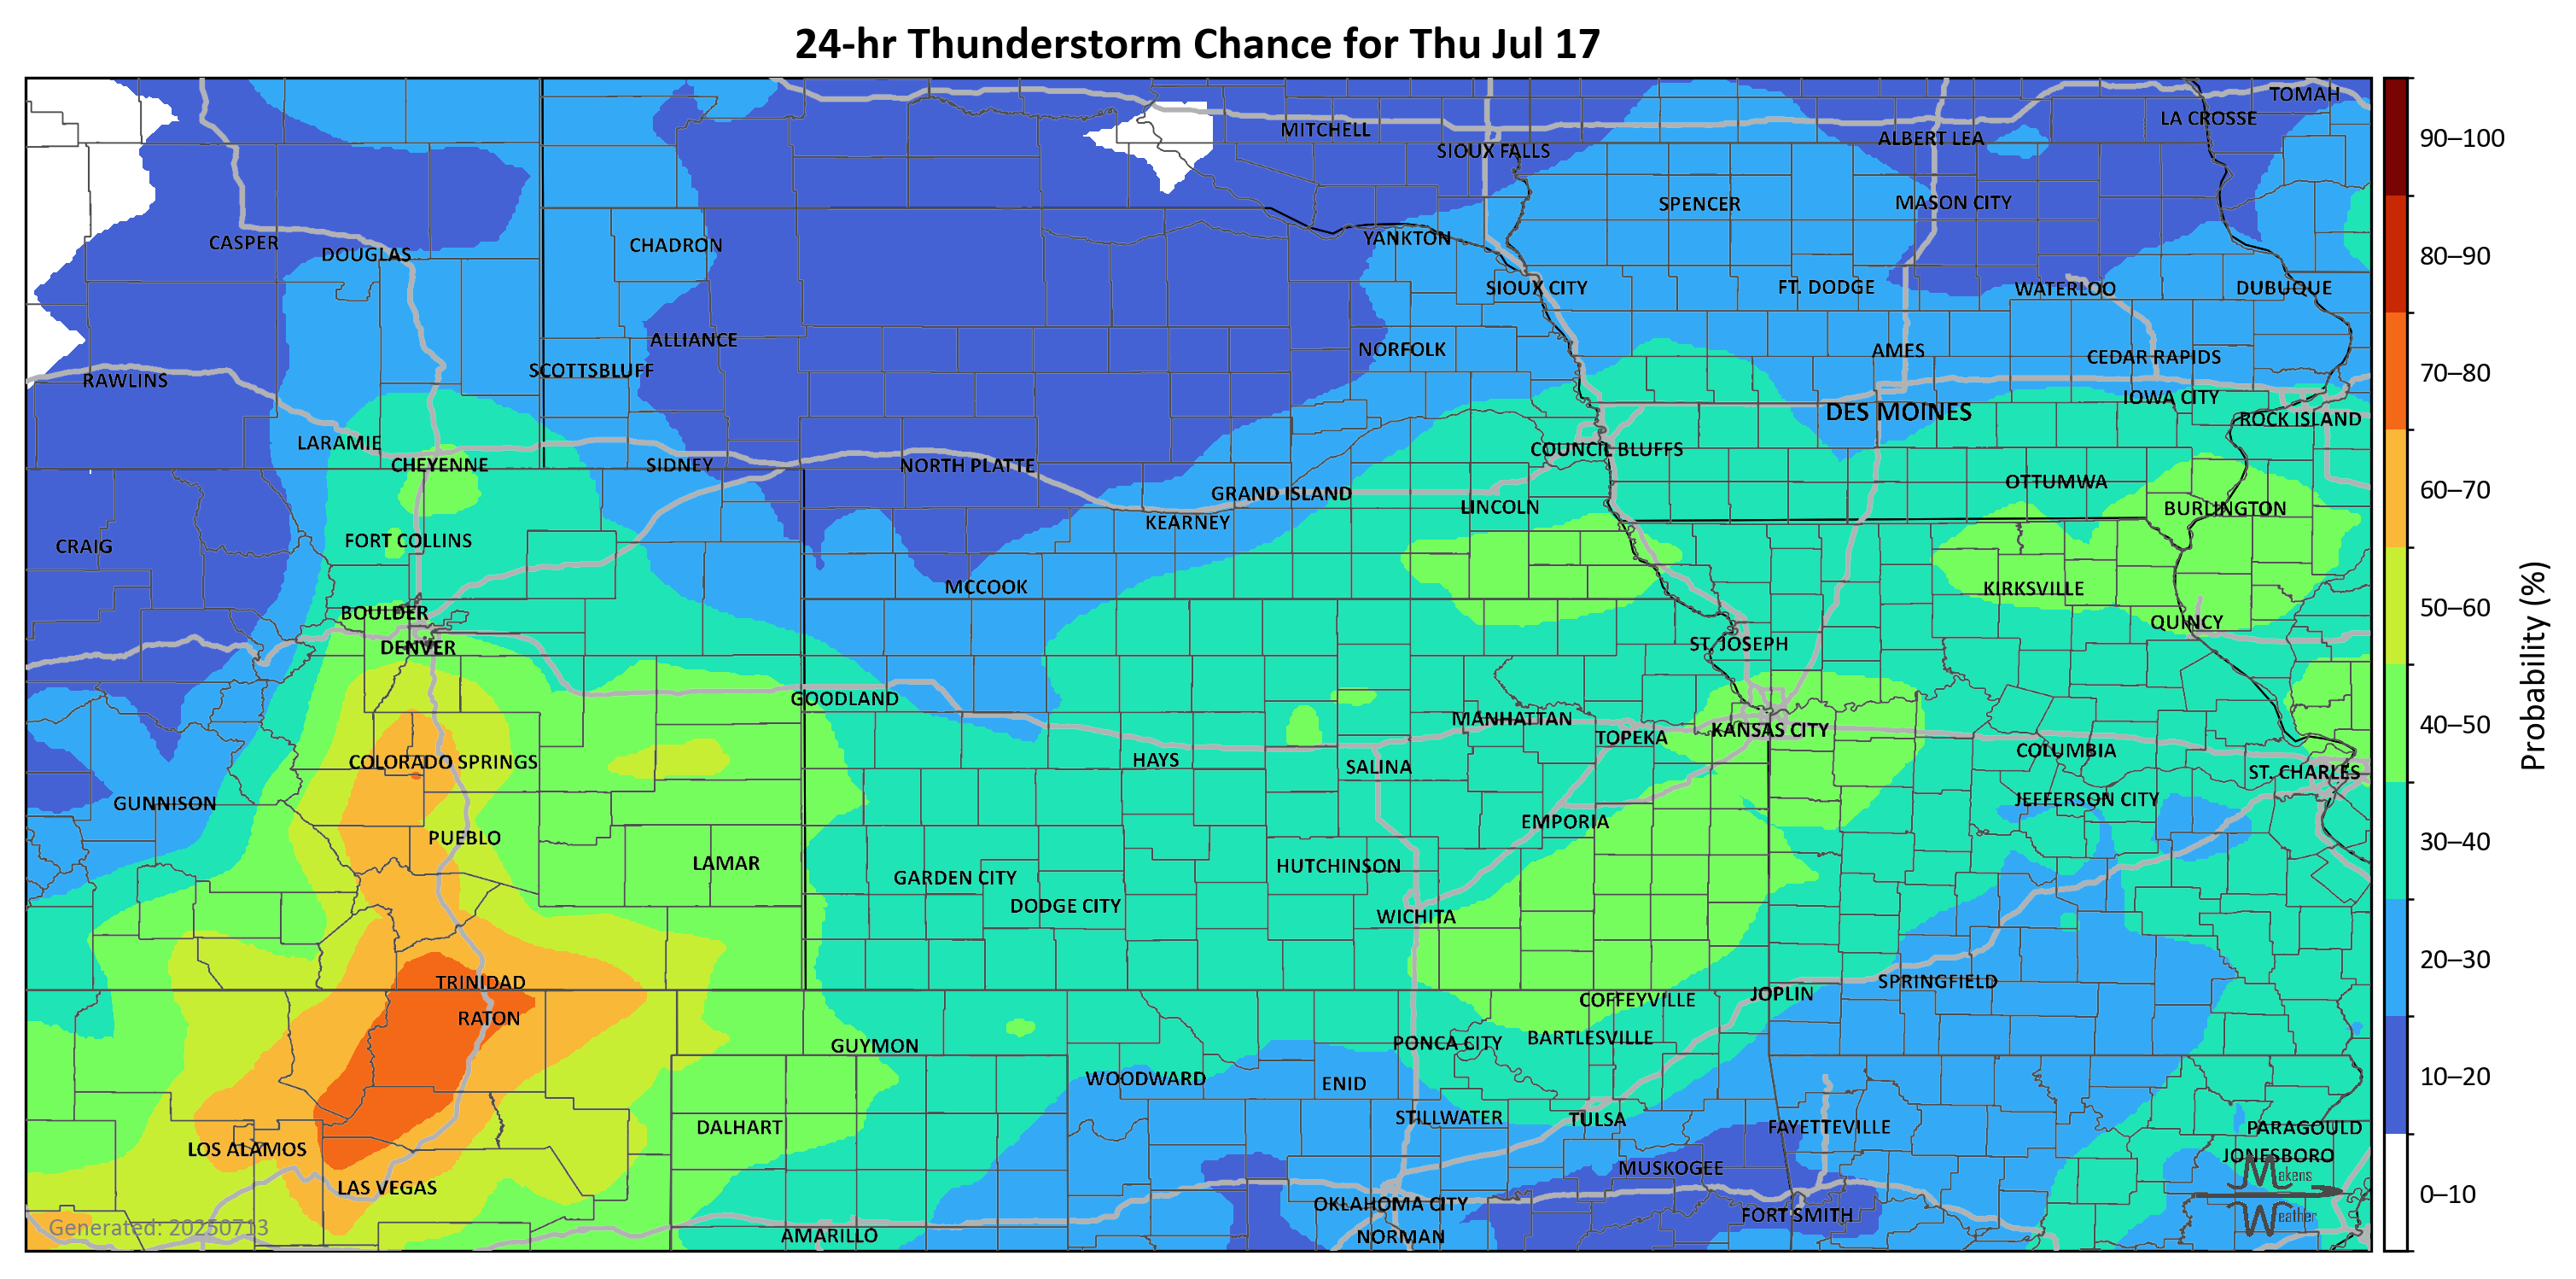 24-hr Thunderstorm Chance for Thu Jul 17
TOMAH
LA CROSSE
MITCHELL
ALBERT LEA
SIOUX FALLS
SPENCER
MASON CITY
CASPER
DOUGLAS
CHADRON
YANKTON
SIOUX CITY
FT. DODGE
WATERLOO
DUBUQUE
ALLIANCE
NORFOLK
AMES
CEDAR RAPIDS
RAWLINS
SCOTTSBLUFF
IOWA CITY
DES MOINES
ROCK ISLAND
LARAMIE
COUNCIL BLUFFS
CHEYENNE
SIDNEY
NORTH PLATTE
OTTUMWA
GRAND ISLAND
LINCOLN
BURLINGTON
KEARNEY
CRAIG
FORT COLLINS
MCCOOK
KIRKSVILLE
BOULDER
QUINCY
DENVER
ST. JOSEPH
GOODLAND
MANHATTAN
TOPEKA
KANSAS CITY
COLUMBIA
COLORADO SPRINGS
HAYS
SALINA
ST. CHARLES
GUNNISON
JEFFERSON CITY
PUEBLO
EMPORIA
LAMAR
GARDEN CITY
HUTCHINSON
DODGE CITY
WICHITA
TRINIDAD
SPRINGFIELD
COFFEYVILLE
JOPLIN
RATON
GUYMON
PONCA CITY
BARTLESVILLE
WOODWARD
ENID
STILLWATER
TULSA
DALHART
FAYETTEVILLE
PARAGOULD
LOS ALAMOS
JONESBORO
MUSKOGEE
LAS VEGAS
OKLAHOMA CITY
FORT SMITH
AMARILLO
NORMAN
Generated: 20250713
Makens
Weather
90–100
80–90
70–80
60–70
50–60
40–50
30–40
20–30
10–20
0–10
Probability (%)